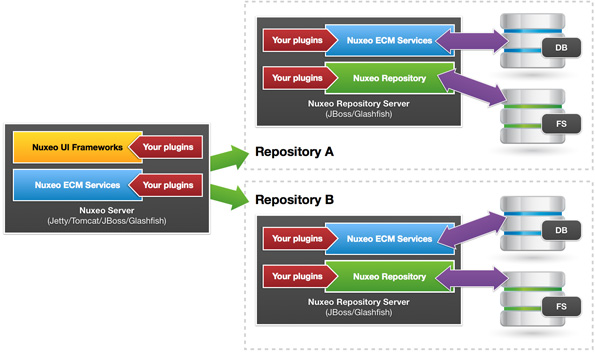 Nuxeo UI Frameworks
Your plugins
Nuxeo ECM Services
Your plugins
Nuxeo Server
(Jetty/Tomcat/JBoss/Glashfish)
Your plugins
Nuxeo ECM Services
DB
Your plugins
Nuxeo Repository
Nuxeo Repository Server
(JBoss/Glashfish)
FS
Repository A
Repository B
Your plugins
Nuxeo ECM Services
DB
Your plugins
Nuxeo Repository
Nuxeo Repository Server
(JBoss/Glashfish)
FS